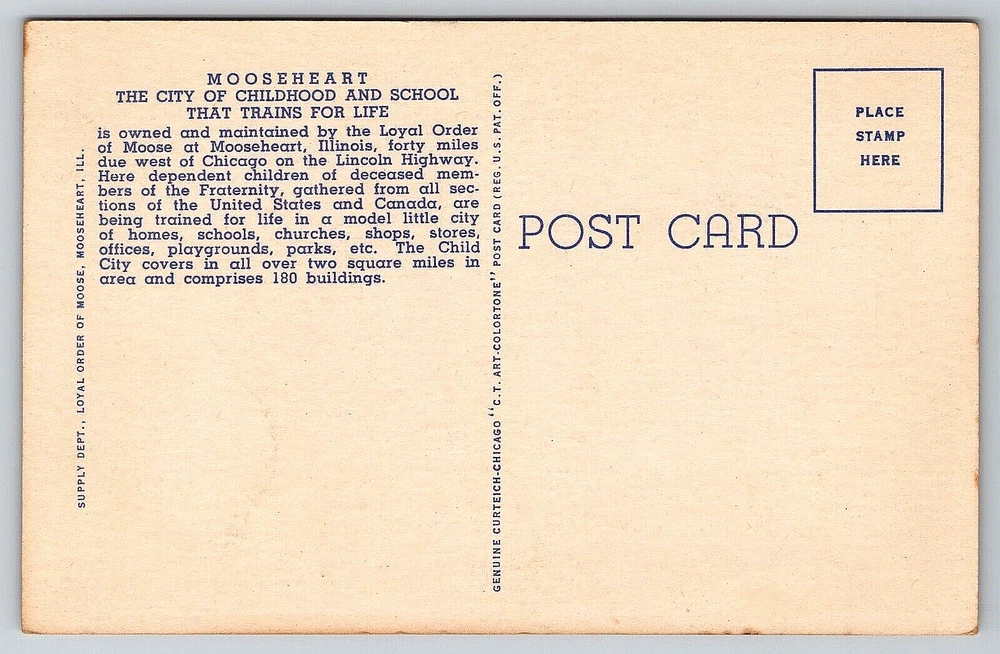 MOOSEHEART
THE CITY OF CHILDHOOD AND SCHOOL
THAT TRAINS FOR LIFE
is owned and maintained by the Loyal Order
of Moose at Mooseheart, Illinois, forty miles
due west of Chicago on the Lincoln Highway.
Here dependent children of deceased mem-
bers of the Fraternity, gathered from all sec-
tions of the United States and Canada, are
being trained for life in a model little city
of homes, schools, churches, shops, stores,
offices, playgrounds, parks, etc. The Child
City covers in all over two square miles in
area and comprises 180 buildings.
SUPPLY DEPT., LOYAL ORDER OF MOOSE, MOOSEHEART, ILL.
GENUINE CURTEICH-CHICAGO "C.T. ART-COLORTONE" POST CARD (REG. U.S. PAT. OFF.)
POST CARD
PLACE
STAMP
HERE